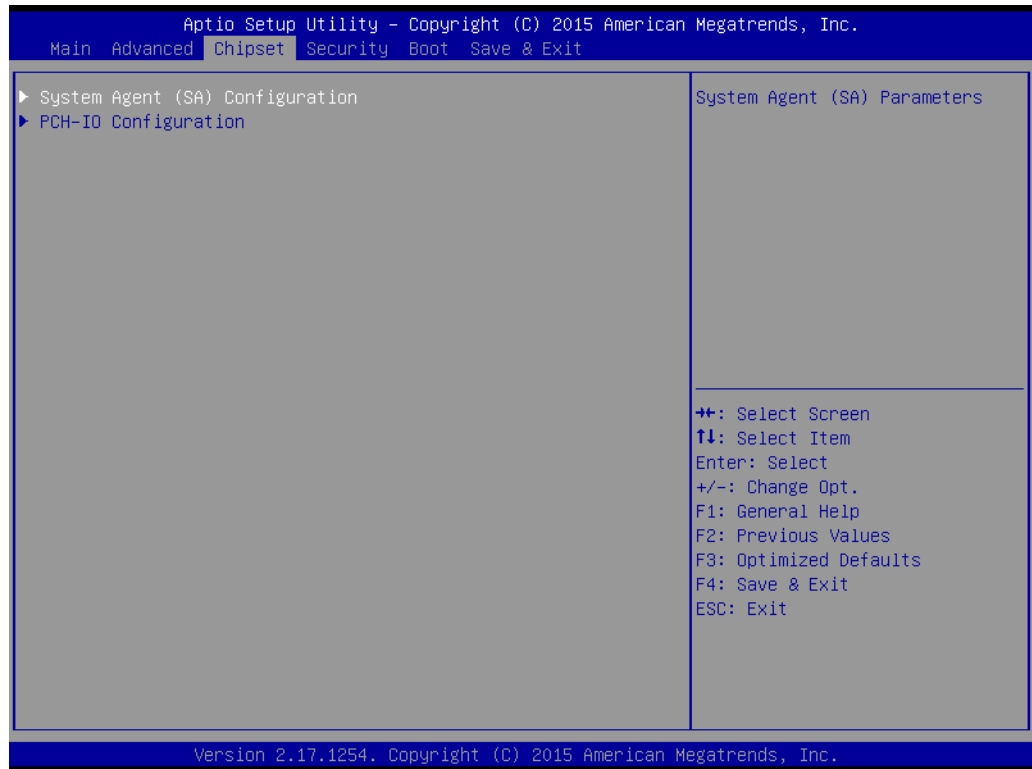 Aptio Setup Utility – Copyright (C) 2015 American Megatrends, Inc.
Main Advanced Chipset Security Boot Save & Exit
▶ System Agent (SA) Configuration
▶ PCH-IO Configuration
System Agent (SA) Parameters
→←: Select Screen
↑↓: Select Item
Enter: Select
+/-: Change Opt.
F1: General Help
F2: Previous Values
F3: Optimized Defaults
F4: Save & Exit
ESC: Exit
Version 2.17.1254. Copyright (C) 2015 American Megatrends, Inc.